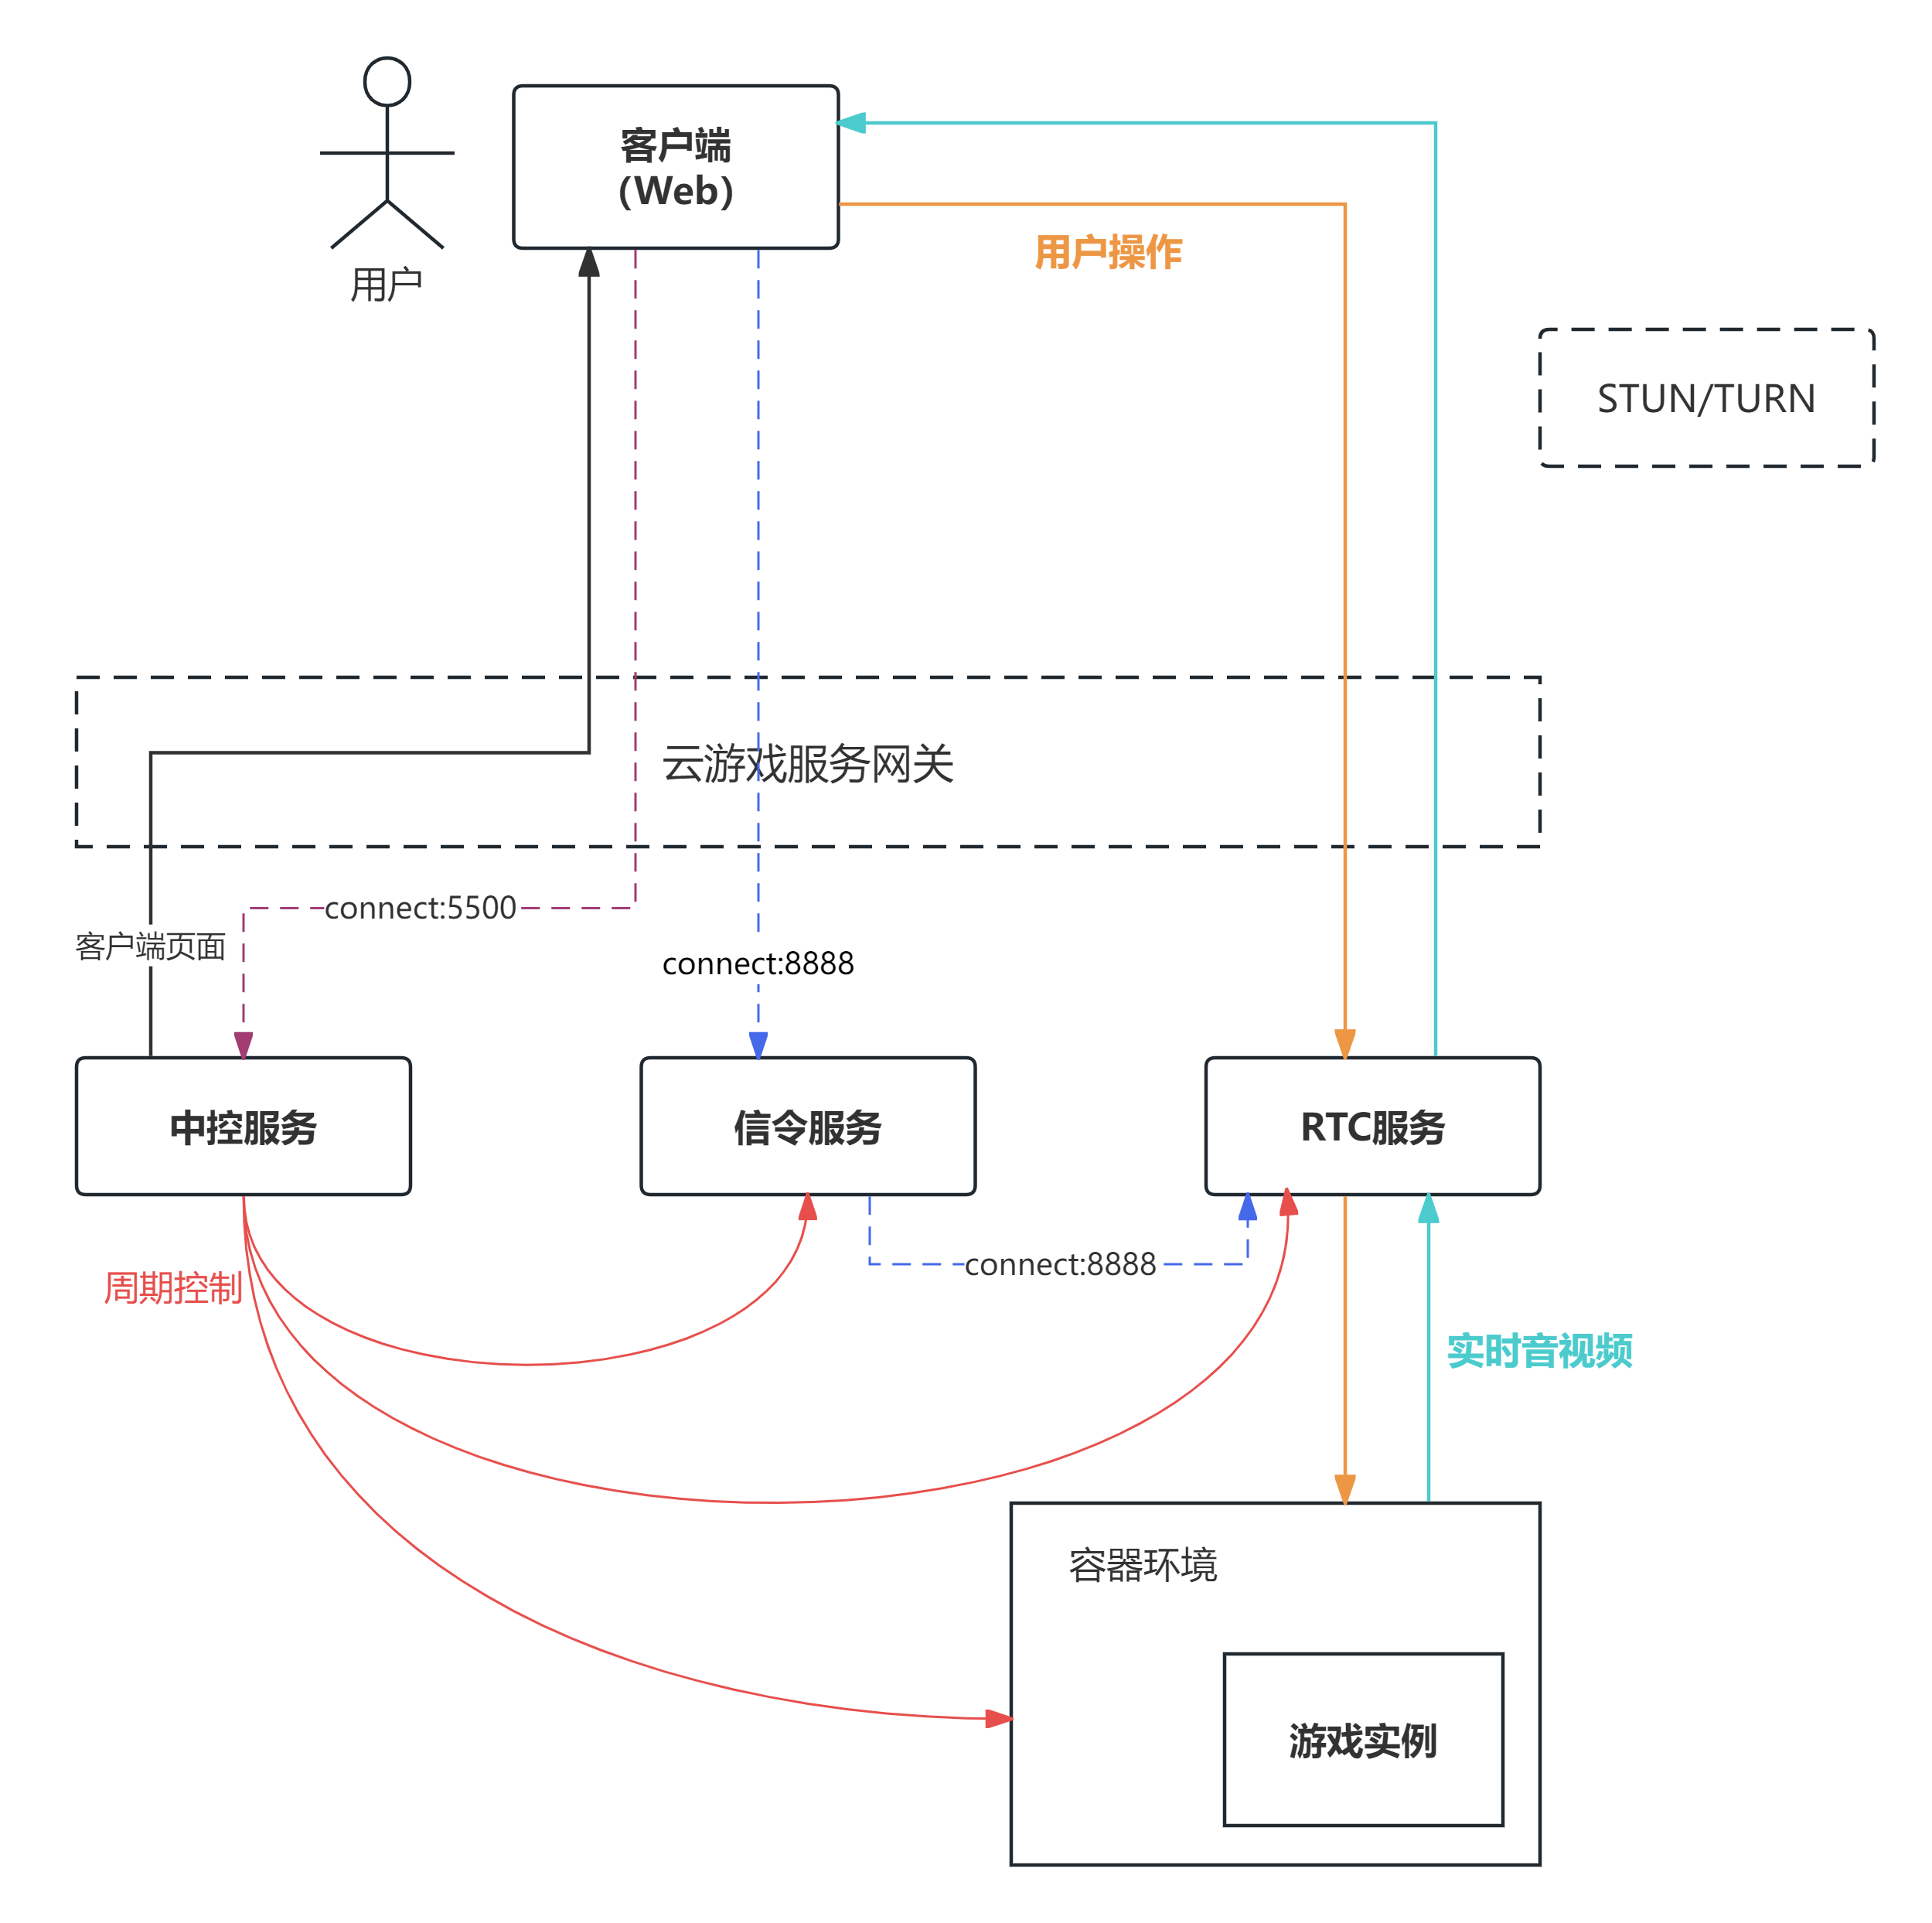 客户端
（Web）
用户操作
用户
STUN/TURN
云游戏服务网关
connect:5500
客户端页面
connect:8888
中控服务
信令服务
RTC服务
connect:8888
周期控制
实时音视频
容器环境
游戏实例